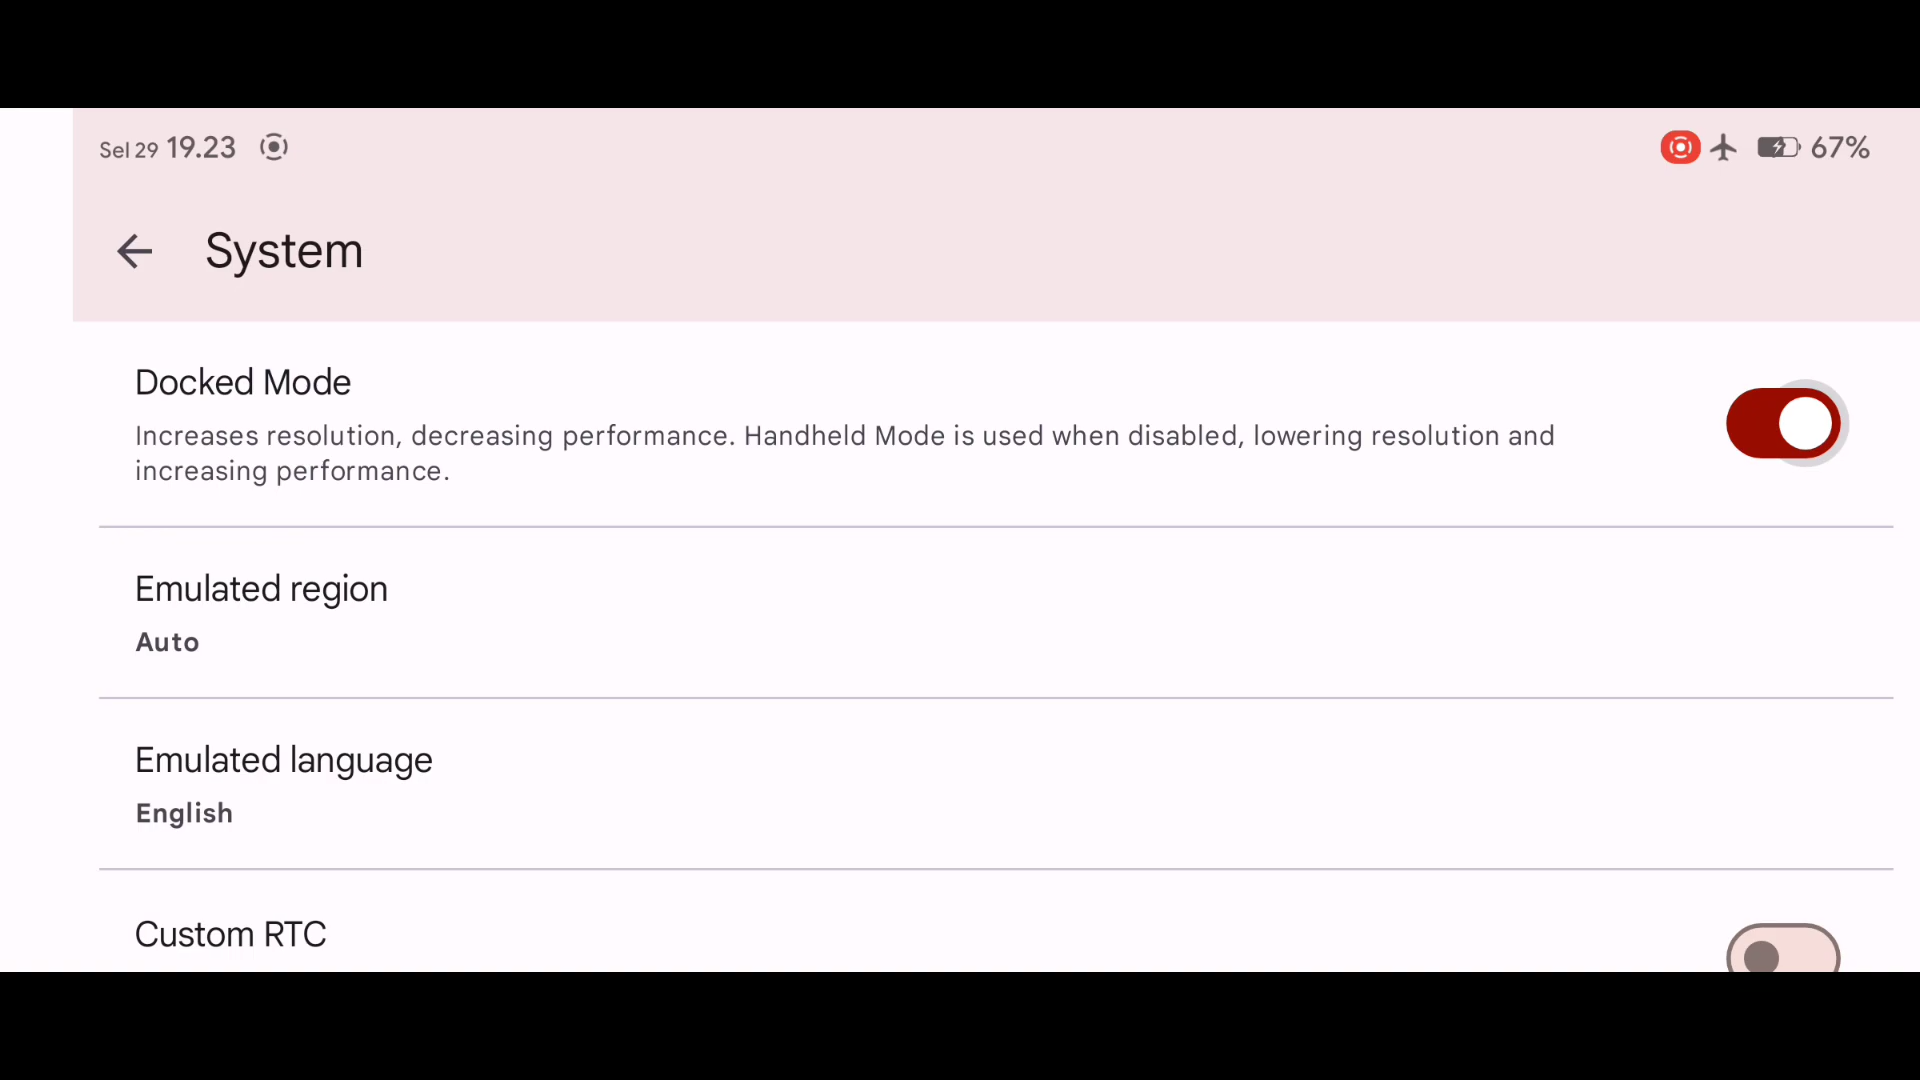 Sel 29 19.23
67%
System
Docked Mode
Increases resolution, decreasing performance. Handheld Mode is used when disabled, lowering resolution and
increasing performance.
Emulated region
Auto
Emulated language
English
Custom RTC